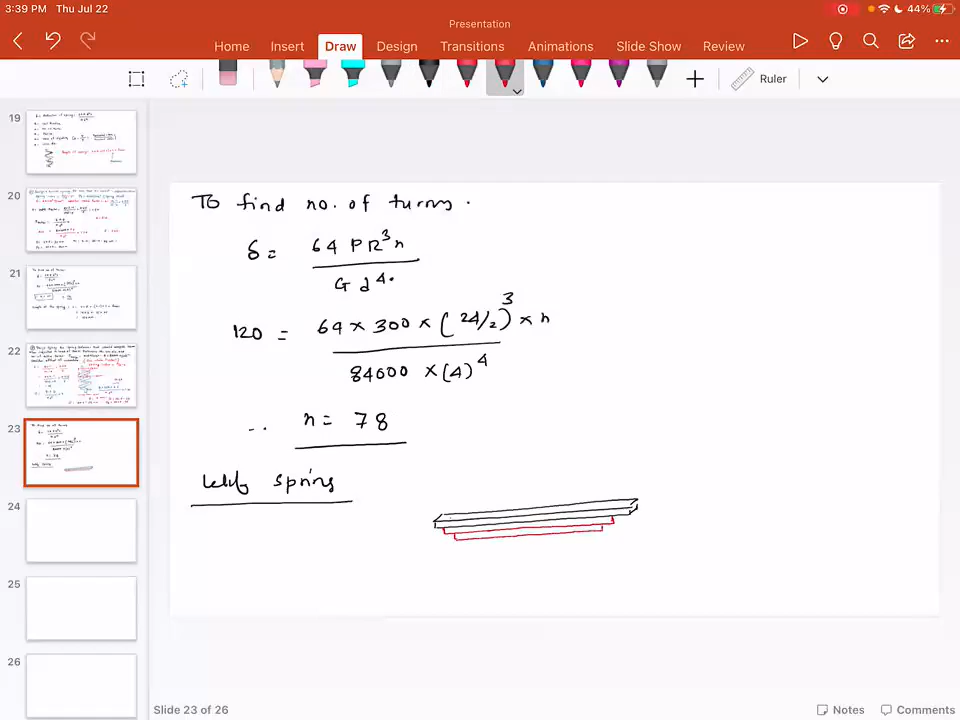 3:39 PM Thu Jul 22
44%
Presentation
Home Insert Draw Design Transitions Animations Slide Show Review
Ruler
19
20
21
22
23
24
25
26
To find no. of turns.
δ = 64 PR³n
G d⁴
120 = 64 × 300 × (24/2)³ × n
84000 × (4)⁴
∴ n = 78
spring
Slide 23 of 26
Notes Comments